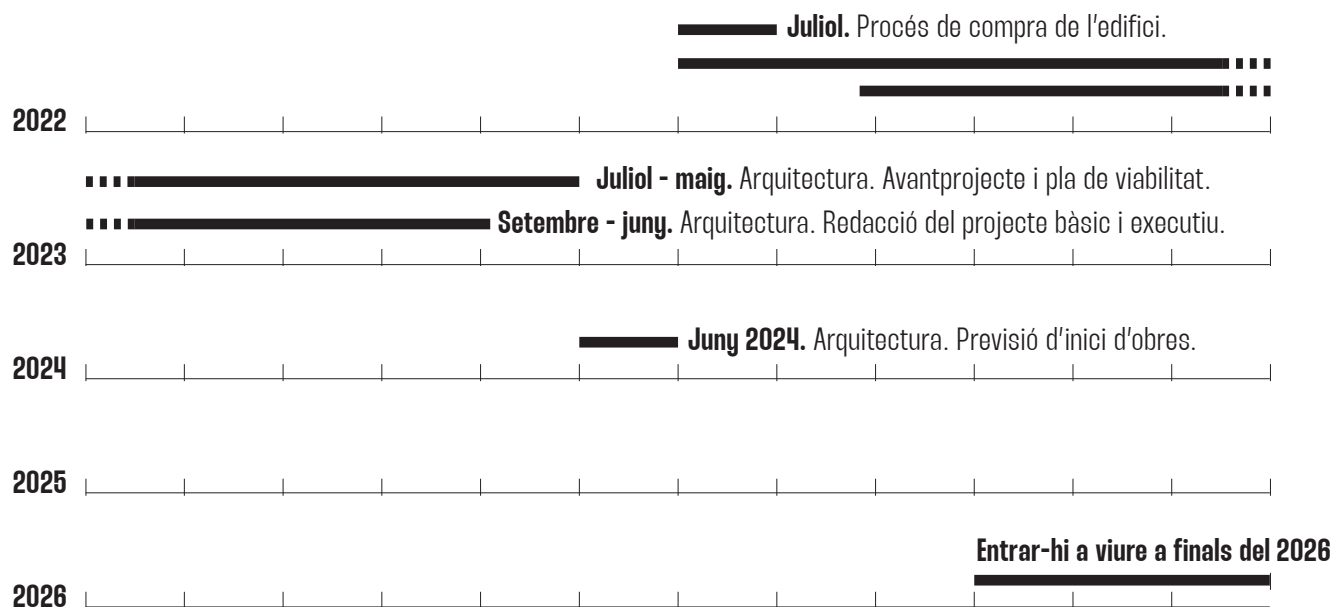 Juliol. Procés de compra de l'edifici.
2022
Juliol - maig. Arquitectura. Avantprojecte i pla de viabilitat.
Setembre - juny. Arquitectura. Redacció del projecte bàsic i executiu.
2023
Juny 2024. Arquitectura. Previsió d'inici d'obres.
2024
2025
Entrar-hi a viure a finals del 2026
2026